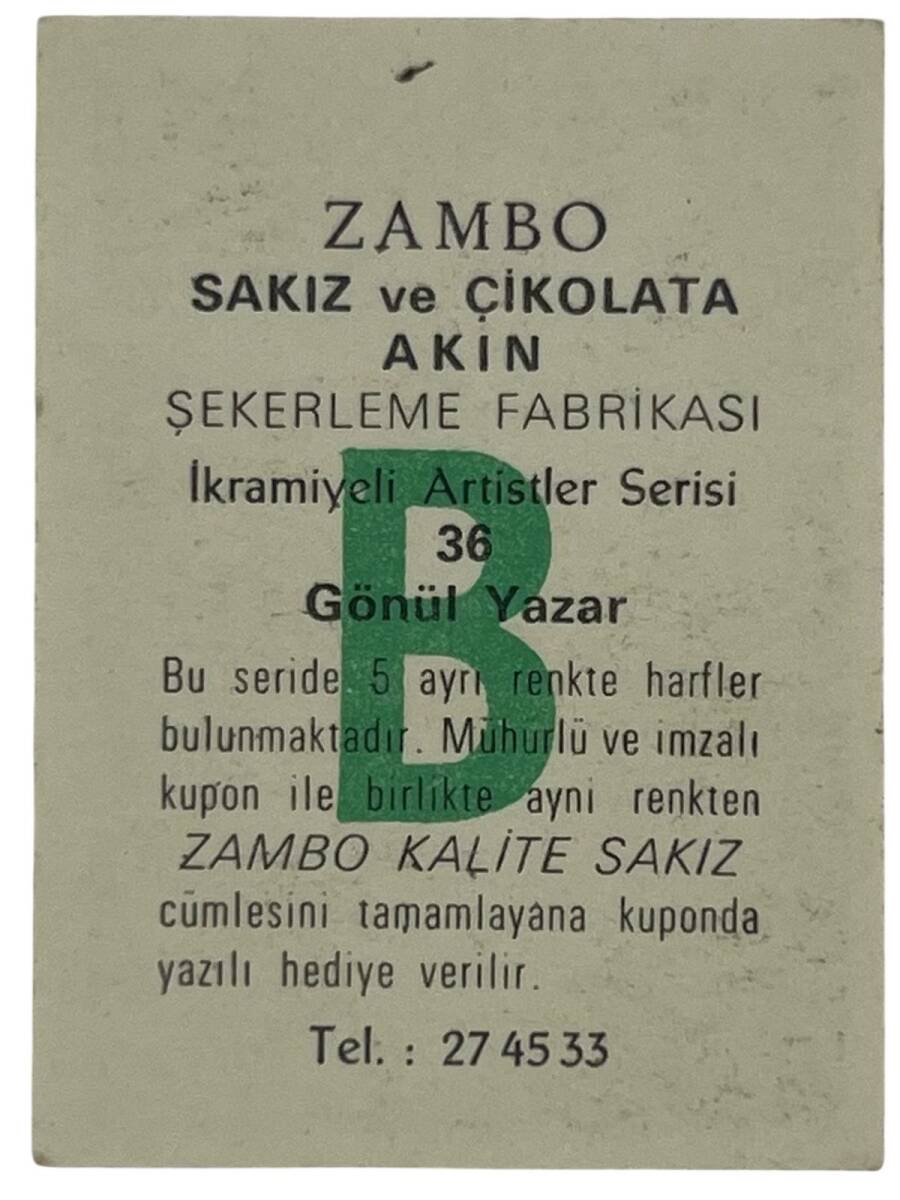 ZAMBO
SAKIZ ve ÇİKOLATA
AKIN
ŞEKERLEME FABRİKASI
İkramiyeli Artistler Serisi
36
Gönül Yazar
B
Bu seride 5 ayrı renkte harfler
bulunmaktadır. Mühürlü ve imzalı
kupon ile birlikte ayni renkten
ZAMBO KALİTE SAKIZ
cümlesini tamamlayana kuponda
yazılı hediye verilir.
Tel. : 27 45 33